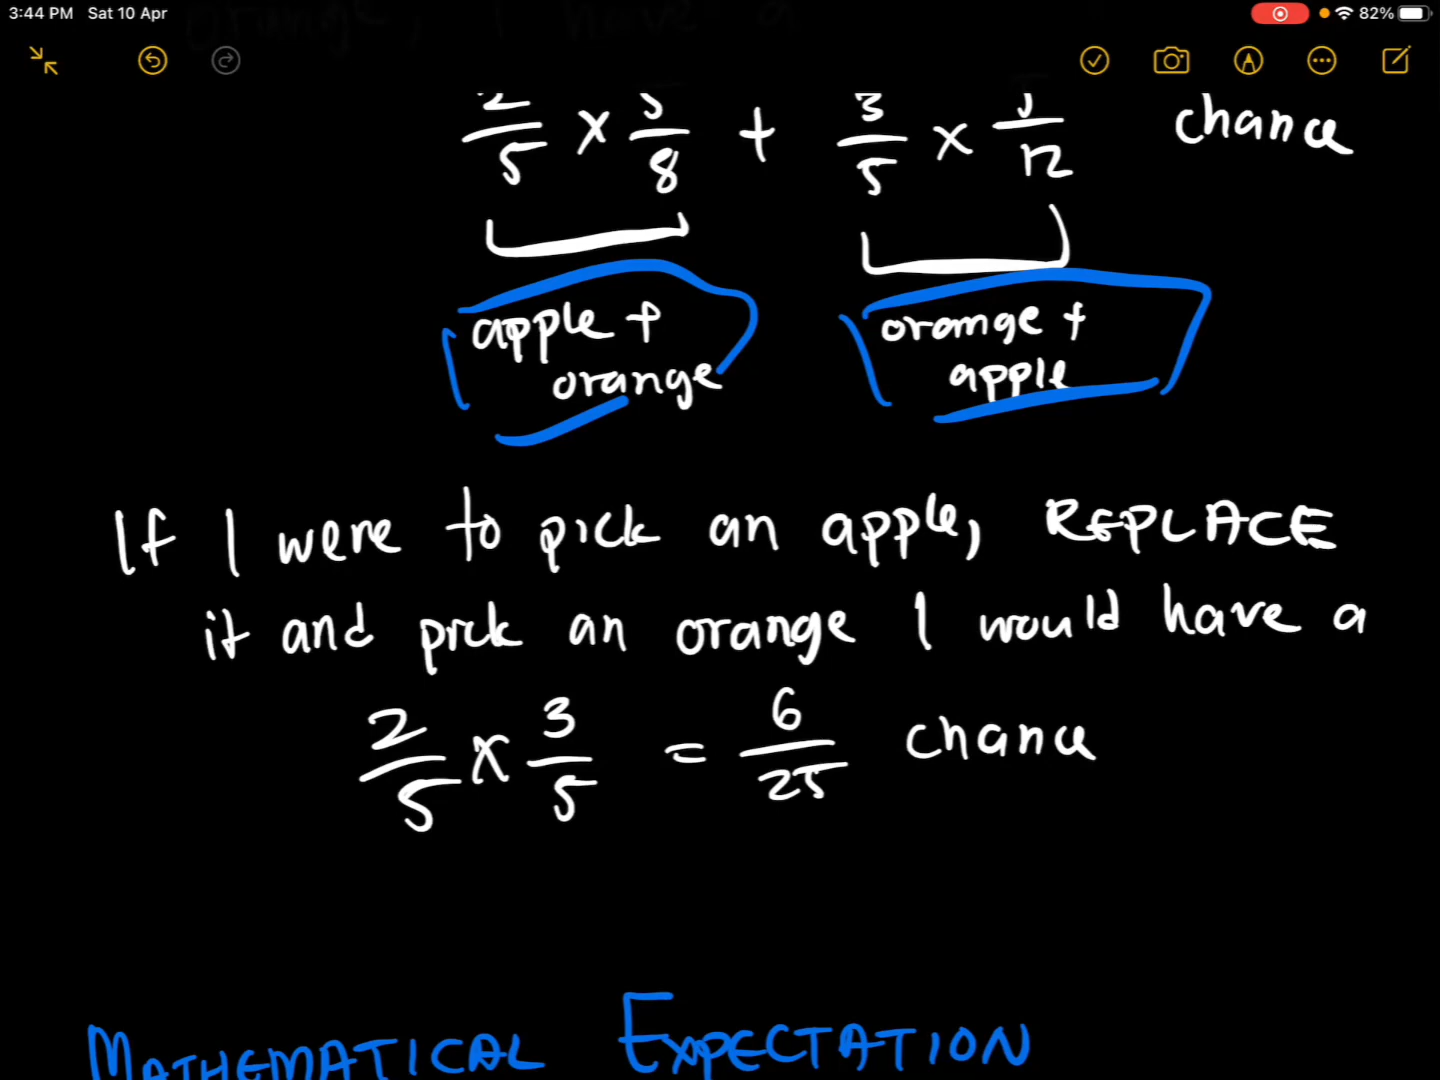 3:44 PM Sat 10 Apr 82%
2/5 × 5/8 + 3/5 × 5/12 chance
apple + orange +
orange apple
If I were to pick an apple, REPLACE
it and pick an orange I would have a
2/5 × 3/5 = 6/25 chance
MATHEMATICAL EXPECTATION